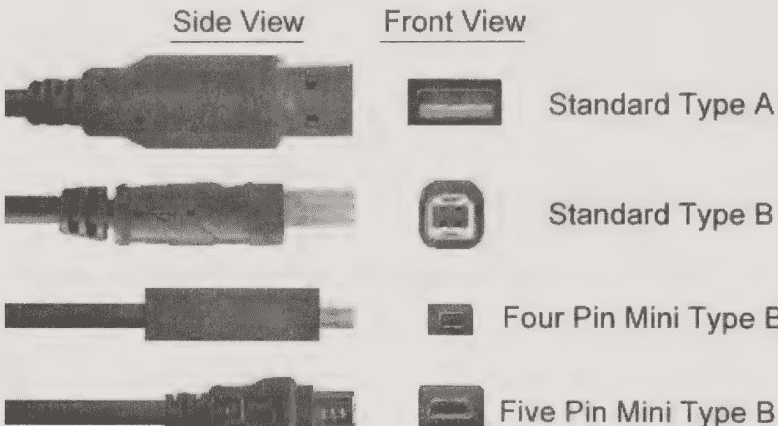 Side View Front View
Standard Type A
Standard Type B
Four Pin Mini Type B
Five Pin Mini Type B